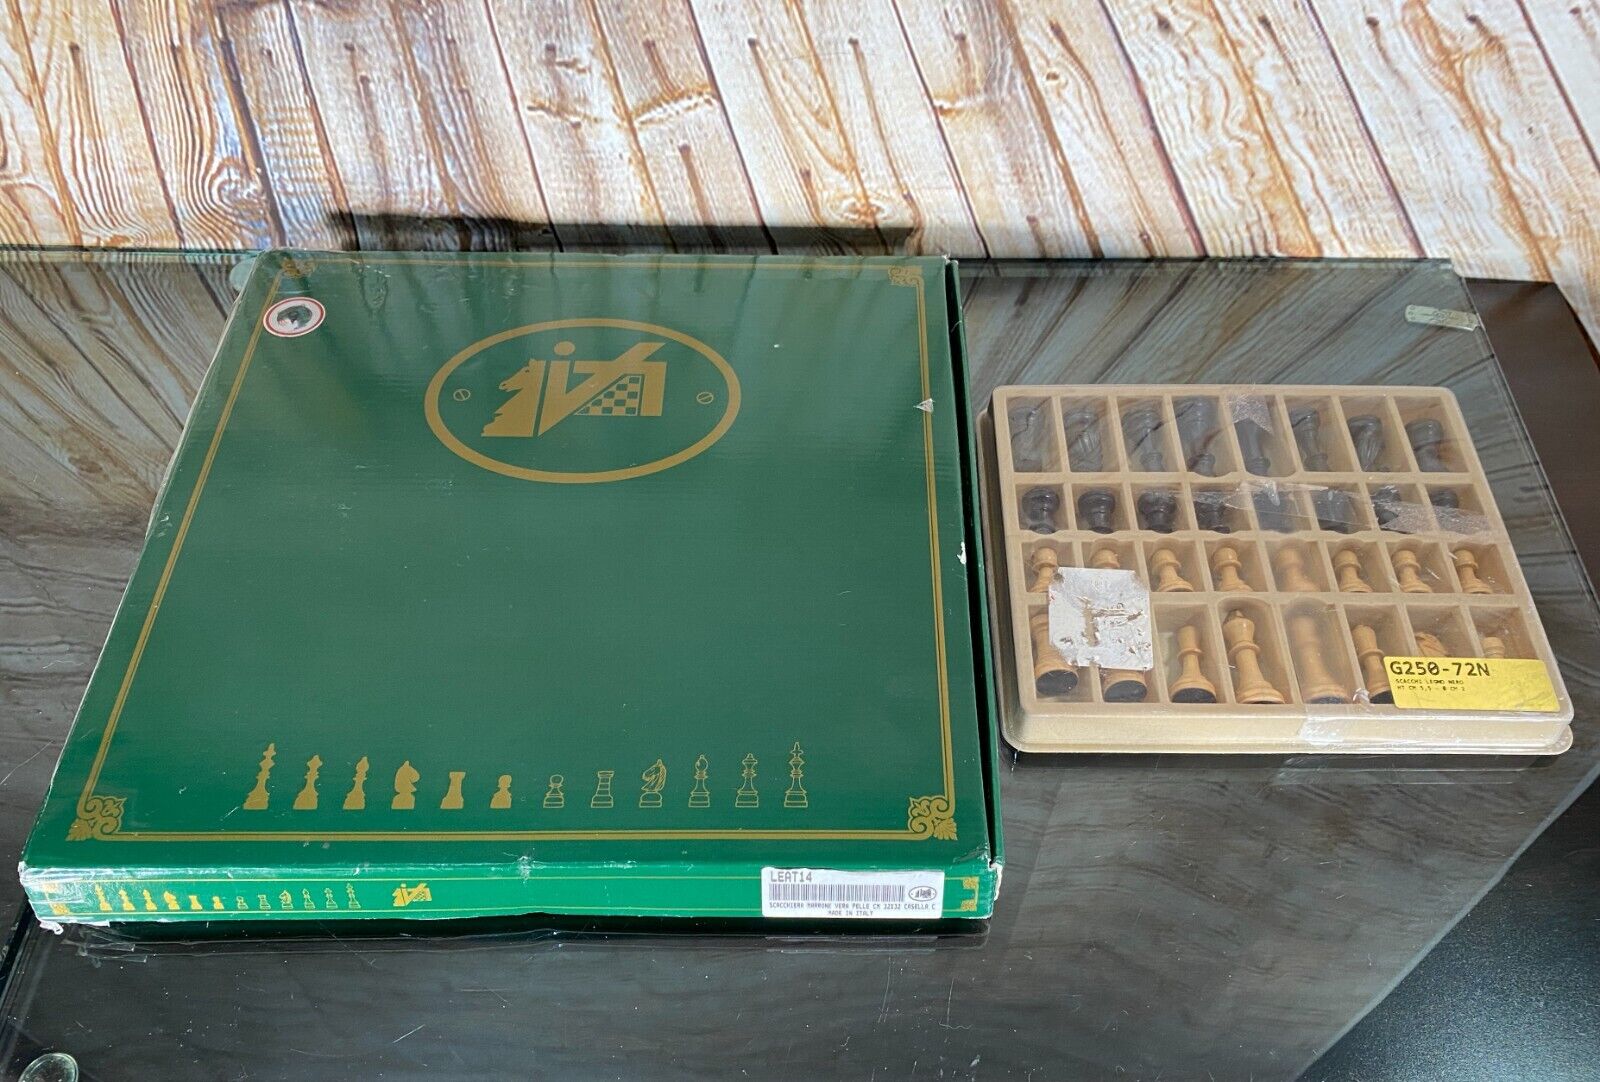 LEAT14
SCACCHIERA MARRONE VERA PELLE CM 32X32 CASELLA C
MADE IN ITALY
G250-72N
SCACCHI LEGNO NERO